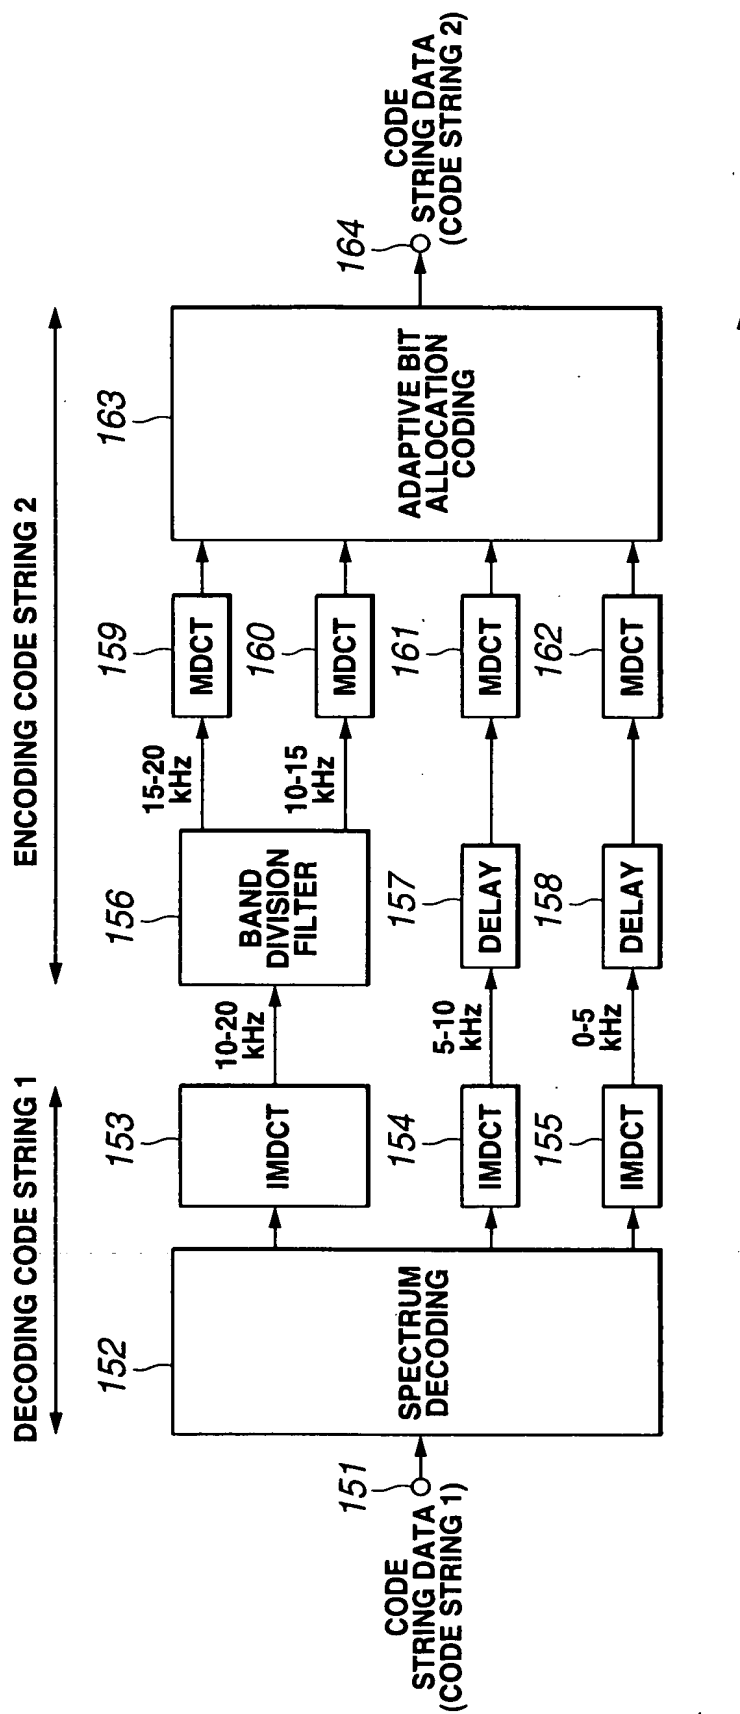 DECODING CODE STRING 1
ENCODING CODE STRING 2
151
CODE
STRING DATA
(CODE STRING 1)
152
SPECTRUM
DECODING
153
IMDCT
154
IMDCT
155
IMDCT
10-20
kHz
5-10
kHz
0-5
kHz
156
BAND
DIVISION
FILTER
157
DELAY
158
DELAY
15-20
kHz
10-15
kHz
159
MDCT
160
MDCT
161
MDCT
162
MDCT
163
ADAPTIVE BIT
ALLOCATION
CODING
164
CODE
STRING DATA
(CODE STRING 2)